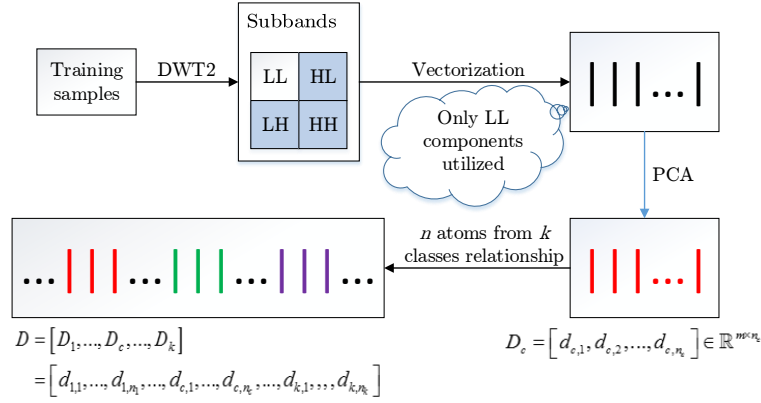 Subbands
Training
samples
DWT2
LL HL
LH HH
Vectorization
Only LL
components
utilized
PCA
n atoms from k
classes relationship
D = [D_1,...,D_c,...,D_k]
= [d_{1,1},...,d_{1,n_1},...,d_{c,1},...,d_{c,n_c},...,d_{k,1},,,,d_{k,n_k}]
D_c = [d_{c,1}, d_{c,2},...,d_{c,n_c}] ∈ ℝ^{m×n_c}